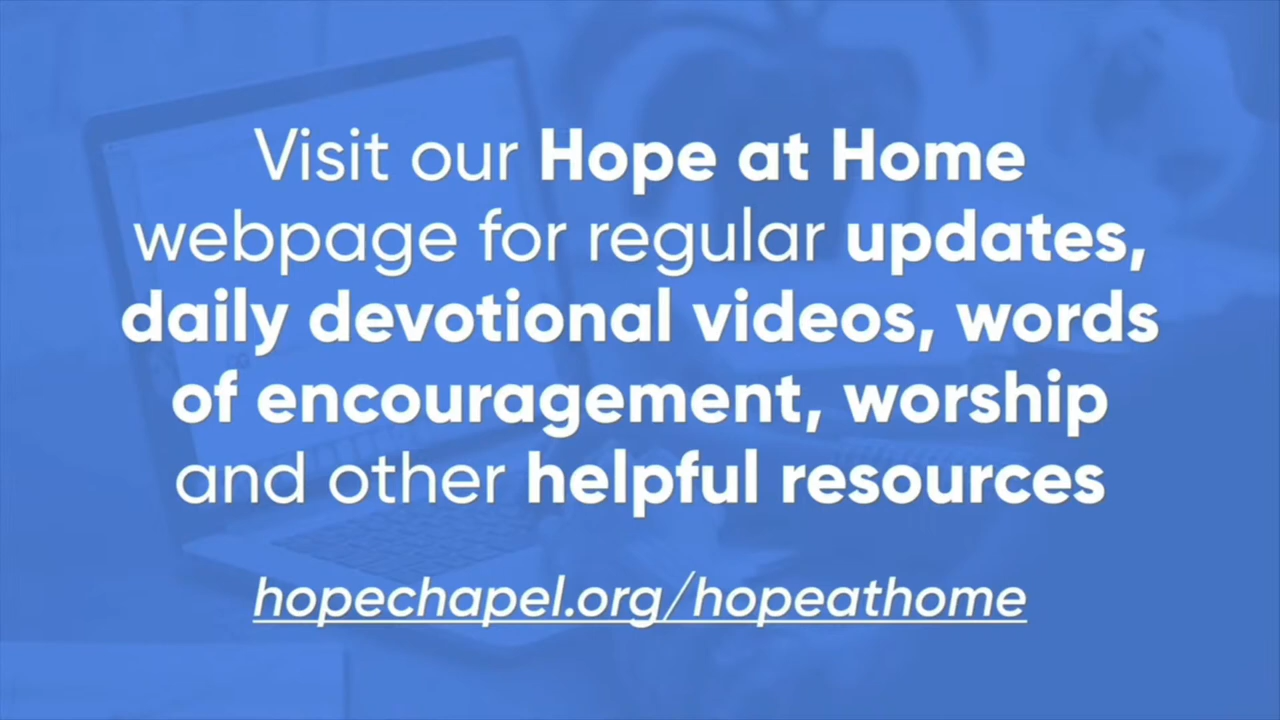 Visit our Hope at Home
webpage for regular updates,
daily devotional videos, words
of encouragement, worship
and other helpful resources
hopechapel.org/hopeathome